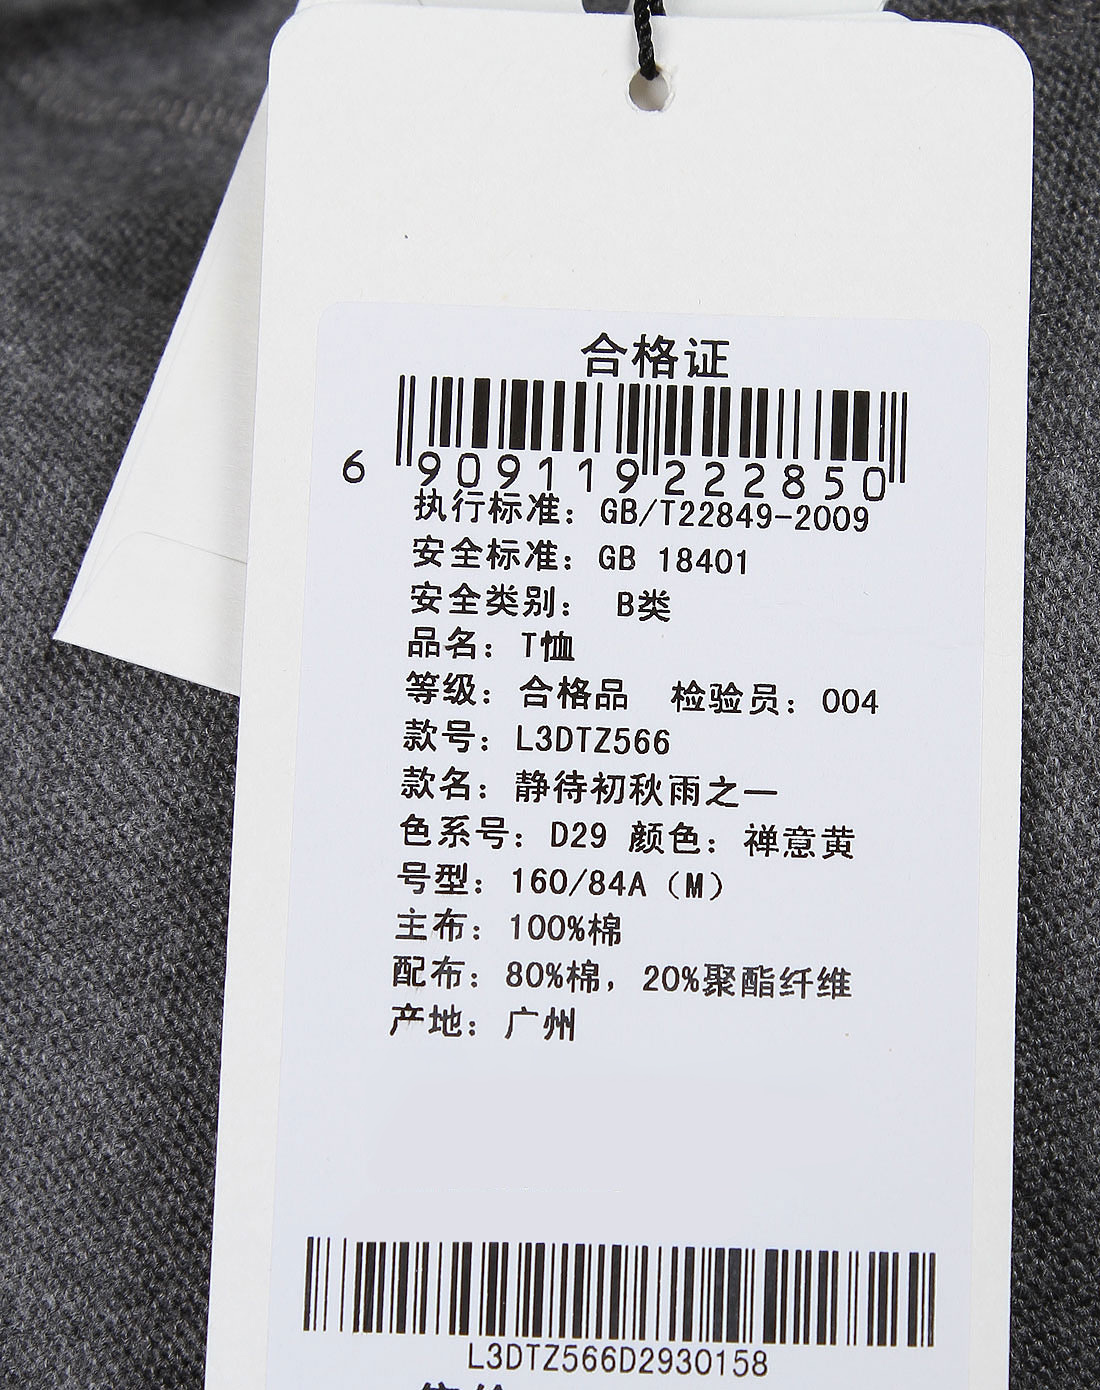 合格证
6 909119 222850
执行标准：GB/T22849-2009
安全标准：GB 18401
安全类别： B类
品名：T恤
等级：合格品 检验员：004
款号：L3DTZ566
款名：静待初秋雨之一
色系号：D29 颜色：禅意黄
号型：160/84A（M）
主布：100%棉
配布：80%棉，20%聚酯纤维
产地：广州
L3DTZ566D2930158